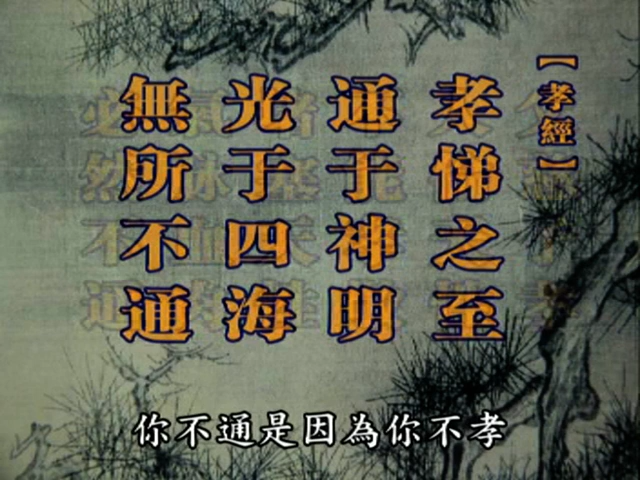 【孝經】
孝悌之至
通于神明
光于四海
無所不通
你不通是因為你不孝